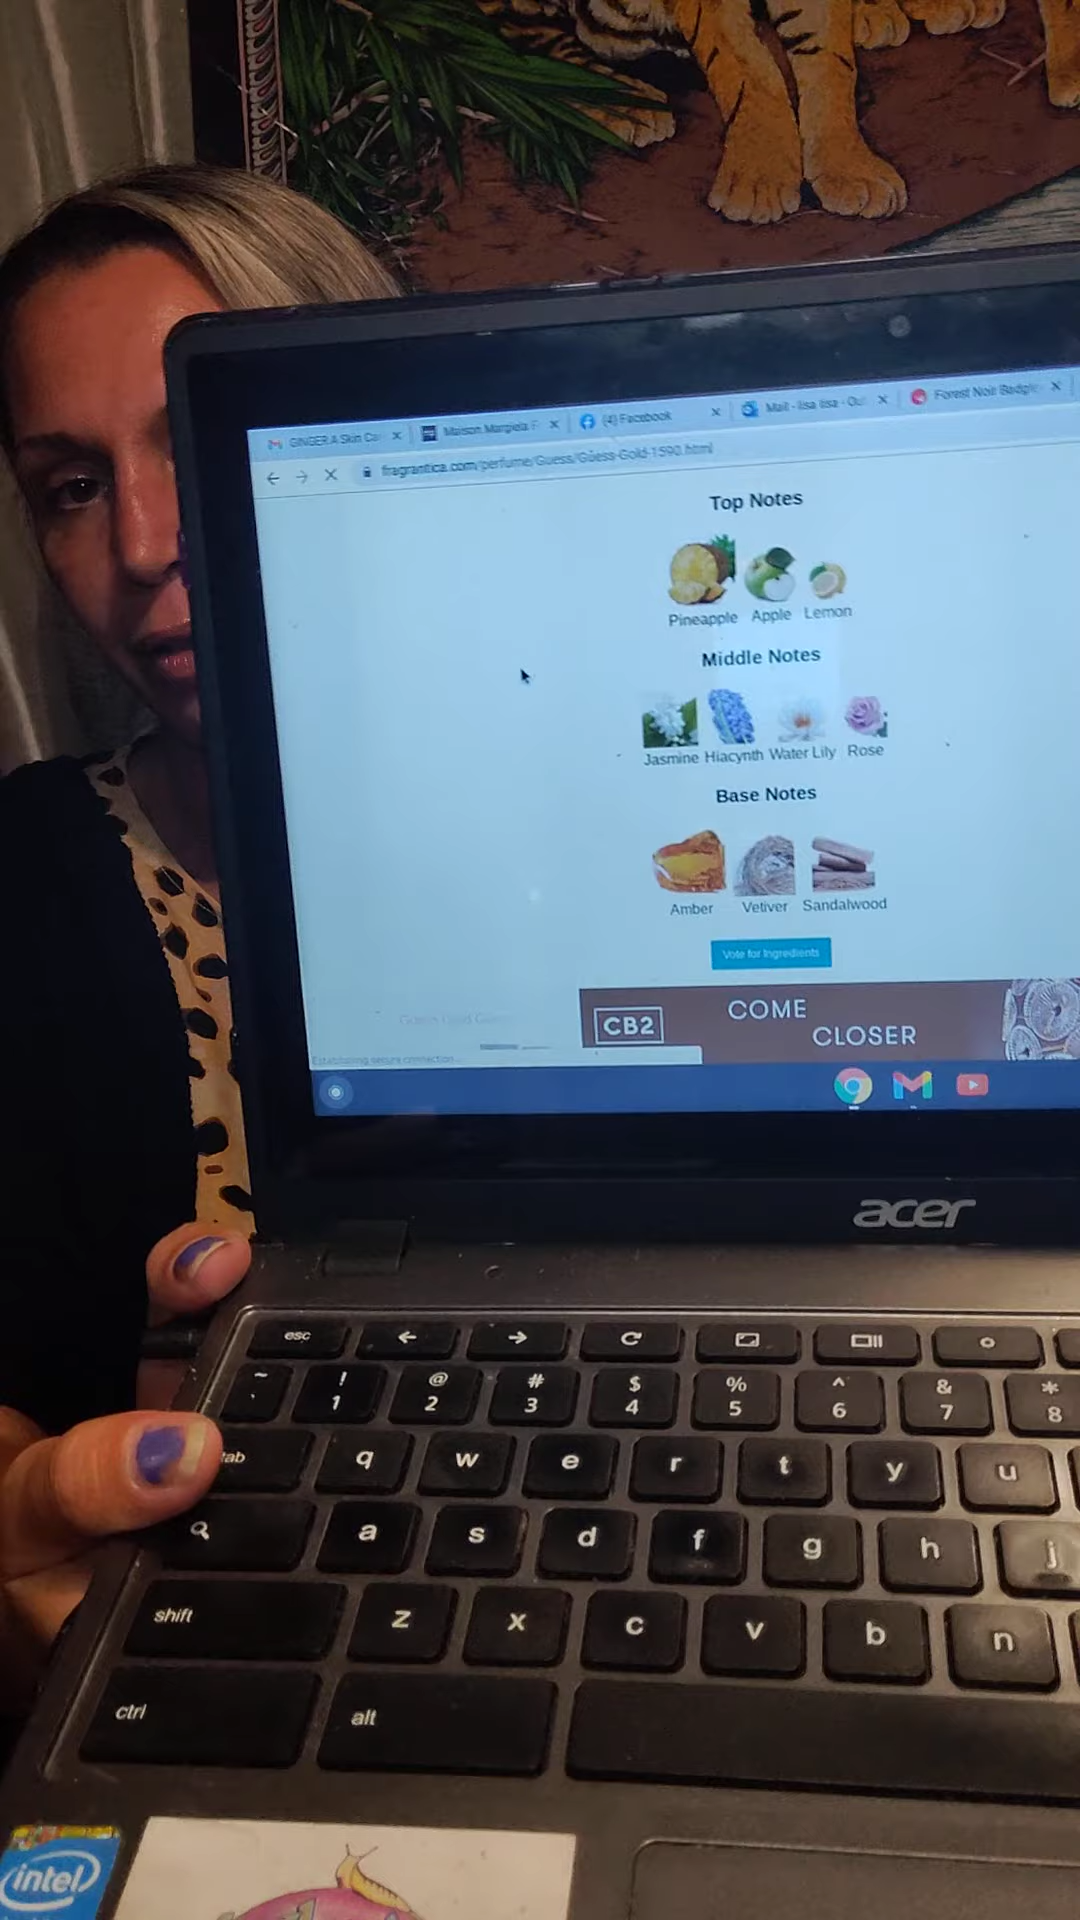 GINGER A Skin Ca
Maison Margiela F
(4) Facebook
Mail - lisa lisa - Ou
Forest Noir Badgle
fragrantica.com/perfume/Guess/Guess-Gold-1590.html
Top Notes
Pineapple Apple Lemon
Middle Notes
Jasmine Hiacynth Water Lily Rose
Base Notes
Amber Vetiver Sandalwood
Vote for Ingredients
CB2
COME
CLOSER
Establishing secure connection...
acer
esc
~ ` ! 1 @ 2 # 3 $ 4 % 5 ^ 6 & 7 * 8
tab q w e r t y u
a s d f g h j
shift z x c v b n
ctrl alt
intel